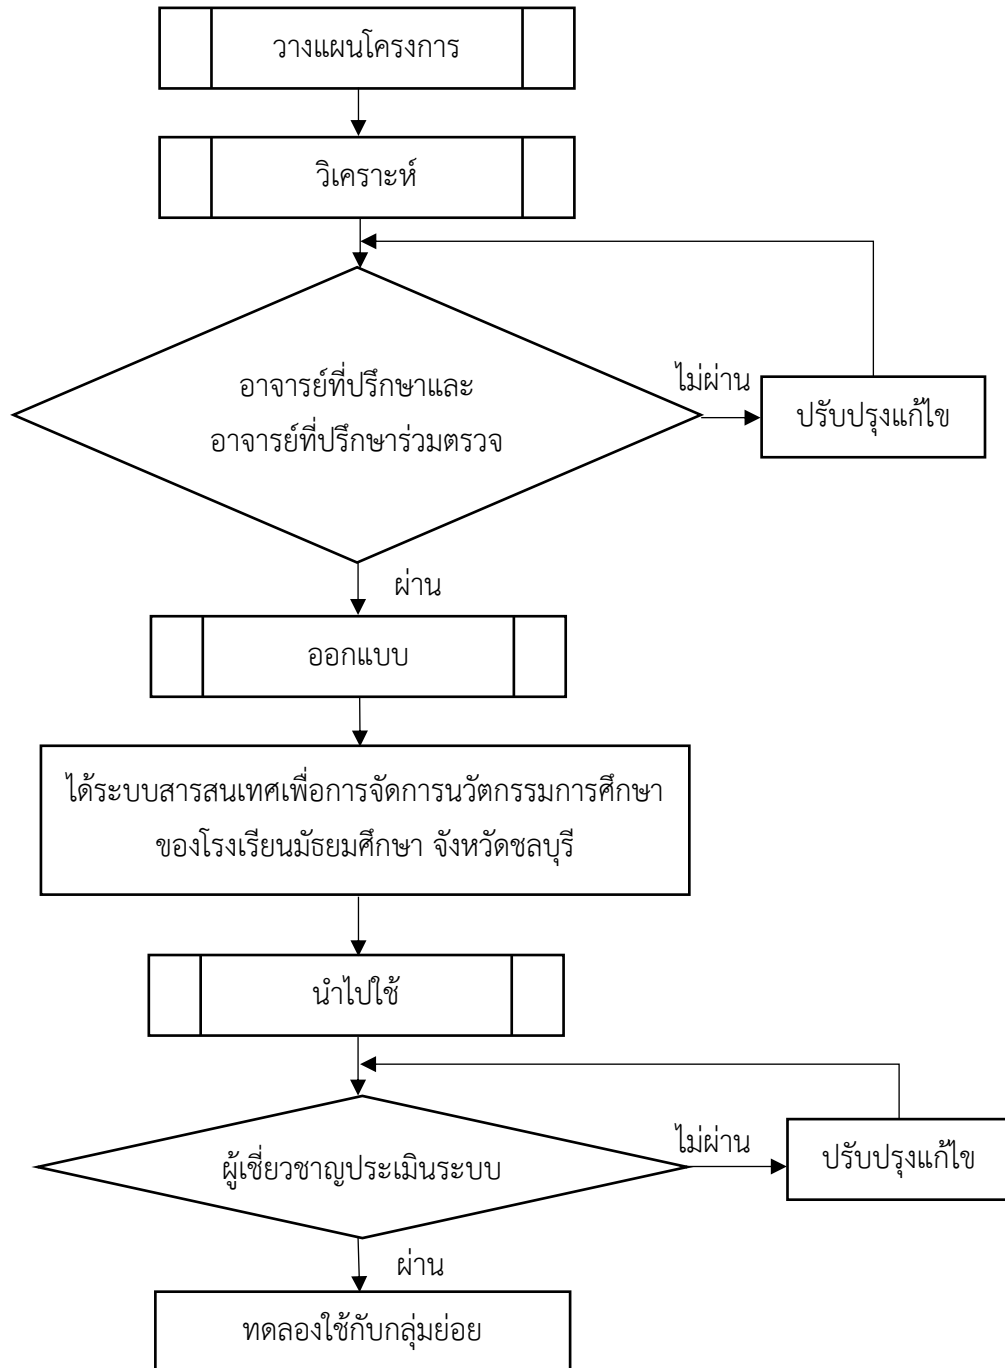 วางแผนโครงการ
วิเคราะห์
อาจารย์ที่ปรึกษาและ
อาจารย์ที่ปรึกษาร่วมตรวจ
ไม่ผ่าน
ปรับปรุงแก้ไข
ผ่าน
ออกแบบ
ได้ระบบสารสนเทศเพื่อการจัดการนวัตกรรมการศึกษา
ของโรงเรียนมัธยมศึกษา จังหวัดชลบุรี
นำไปใช้
ผู้เชี่ยวชาญประเมินระบบ
ไม่ผ่าน
ปรับปรุงแก้ไข
ผ่าน
ทดลองใช้กับกลุ่มย่อย